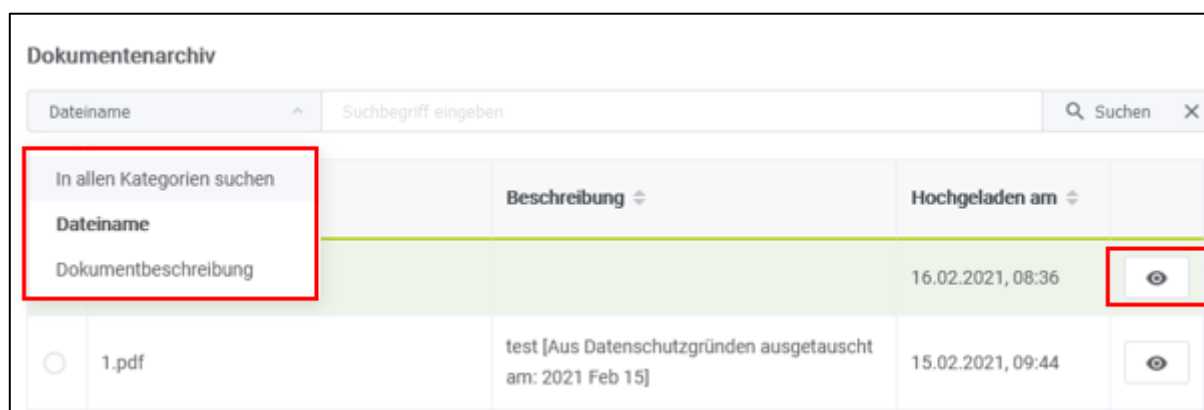 Dokumentenarchiv
Dateiname
Suchbegriff eingeben
Suchen
In allen Kategorien suchen
Dateiname
Dokumentbeschreibung
Beschreibung
Hochgeladen am
16.02.2021, 08:36
1.pdf
test [Aus Datenschutzgründen ausgetauscht
am: 2021 Feb 15]
15.02.2021, 09:44